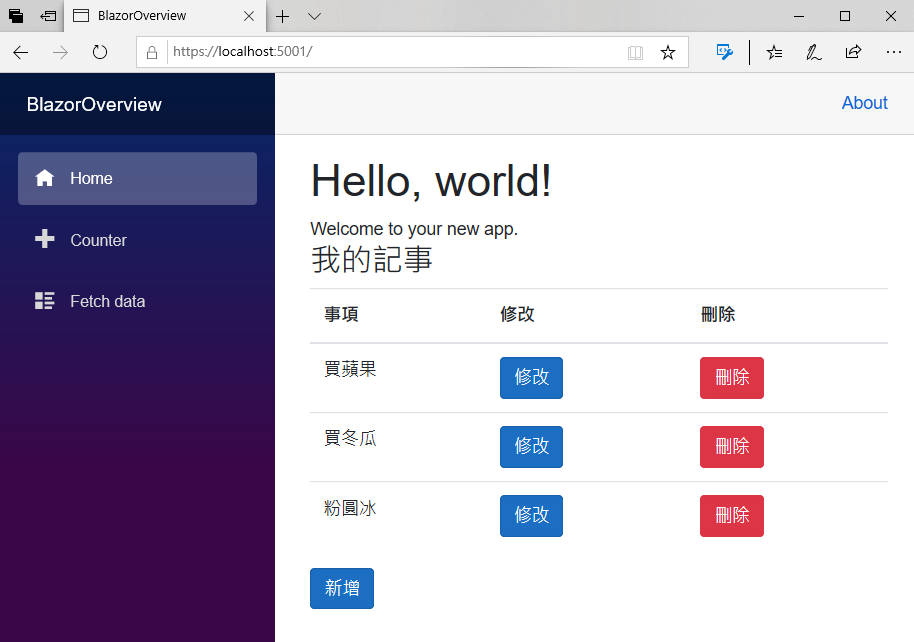 BlazorOverview
https://localhost:5001/
BlazorOverview
About
Home
Counter
Fetch data
Hello, world!
Welcome to your new app.
我的記事
事項 修改 刪除
買蘋果 修改 刪除
買冬瓜 修改 刪除
粉圓冰 修改 刪除
新增